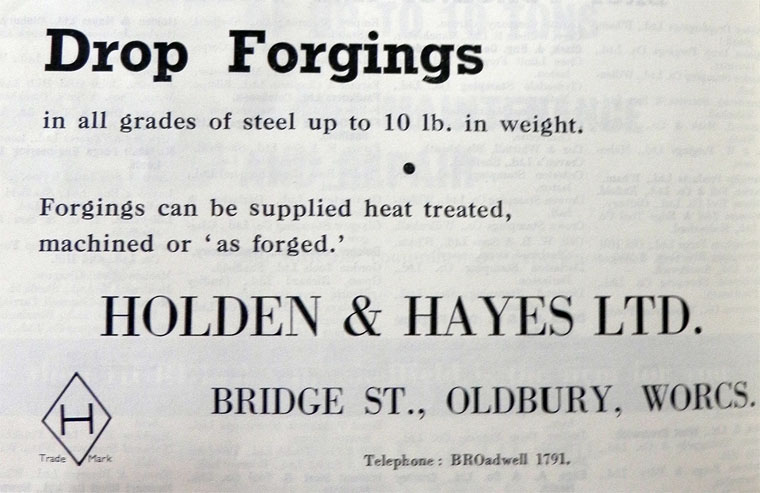 Drop Forgings
in all grades of steel up to 10 lb. in weight.
●
Forgings can be supplied heat treated,
machined or ‘as forged.’
HOLDEN & HAYES LTD.
BRIDGE ST., OLDBURY, WORCS.
H
Trade Mark
Telephone: BROadwell 1791.